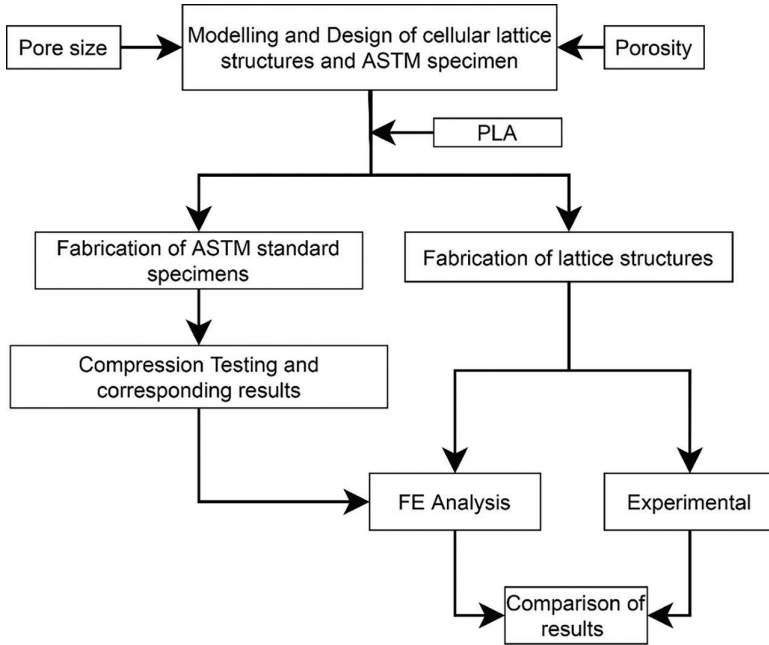 Pore size
Modelling and Design of cellular lattice
structures and ASTM specimen
Porosity
PLA
Fabrication of ASTM standard
specimens
Fabrication of lattice structures
Compression Testing and
corresponding results
FE Analysis
Experimental
Comparison of
results